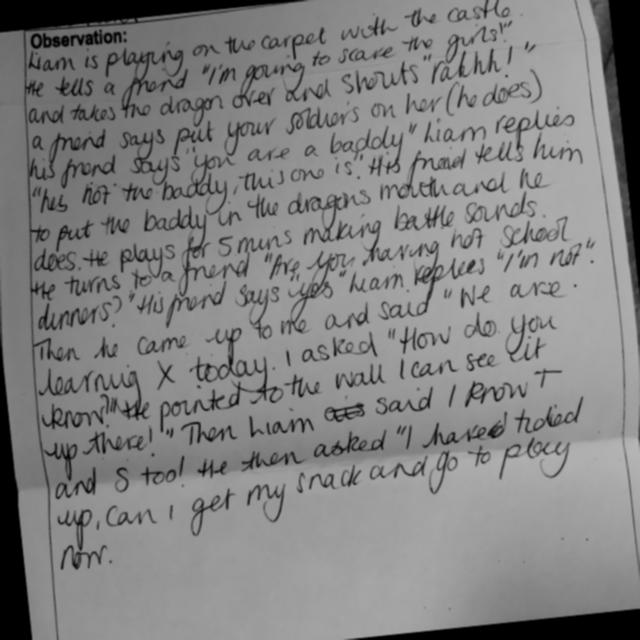 Observation:
Liam is playing on the carpet with the castle.
He tells a friend "I'm going to scare the girls!"
and takes the dragon over and shouts "rahhh!"
a friend says put your soldiers on her (he does)
his friend says "you are a baddy" Liam replies
"he's not the baddy, this one is." His friend tells him
to put the baddy in the dragons mouth and he
does. He plays for 5 mins making battle sounds.
He turns to a friend "Are you having hot school
dinners?" His friend says "yes" Liam replies "I'm not".
Then he came up to me and said "We are
learning X today. I asked "How do you
know?" He pointed to the wall I can see it
up there!" Then Liam said I know T
and S too! He then asked "I have tidied
up, can I get my snack and go to play
now.